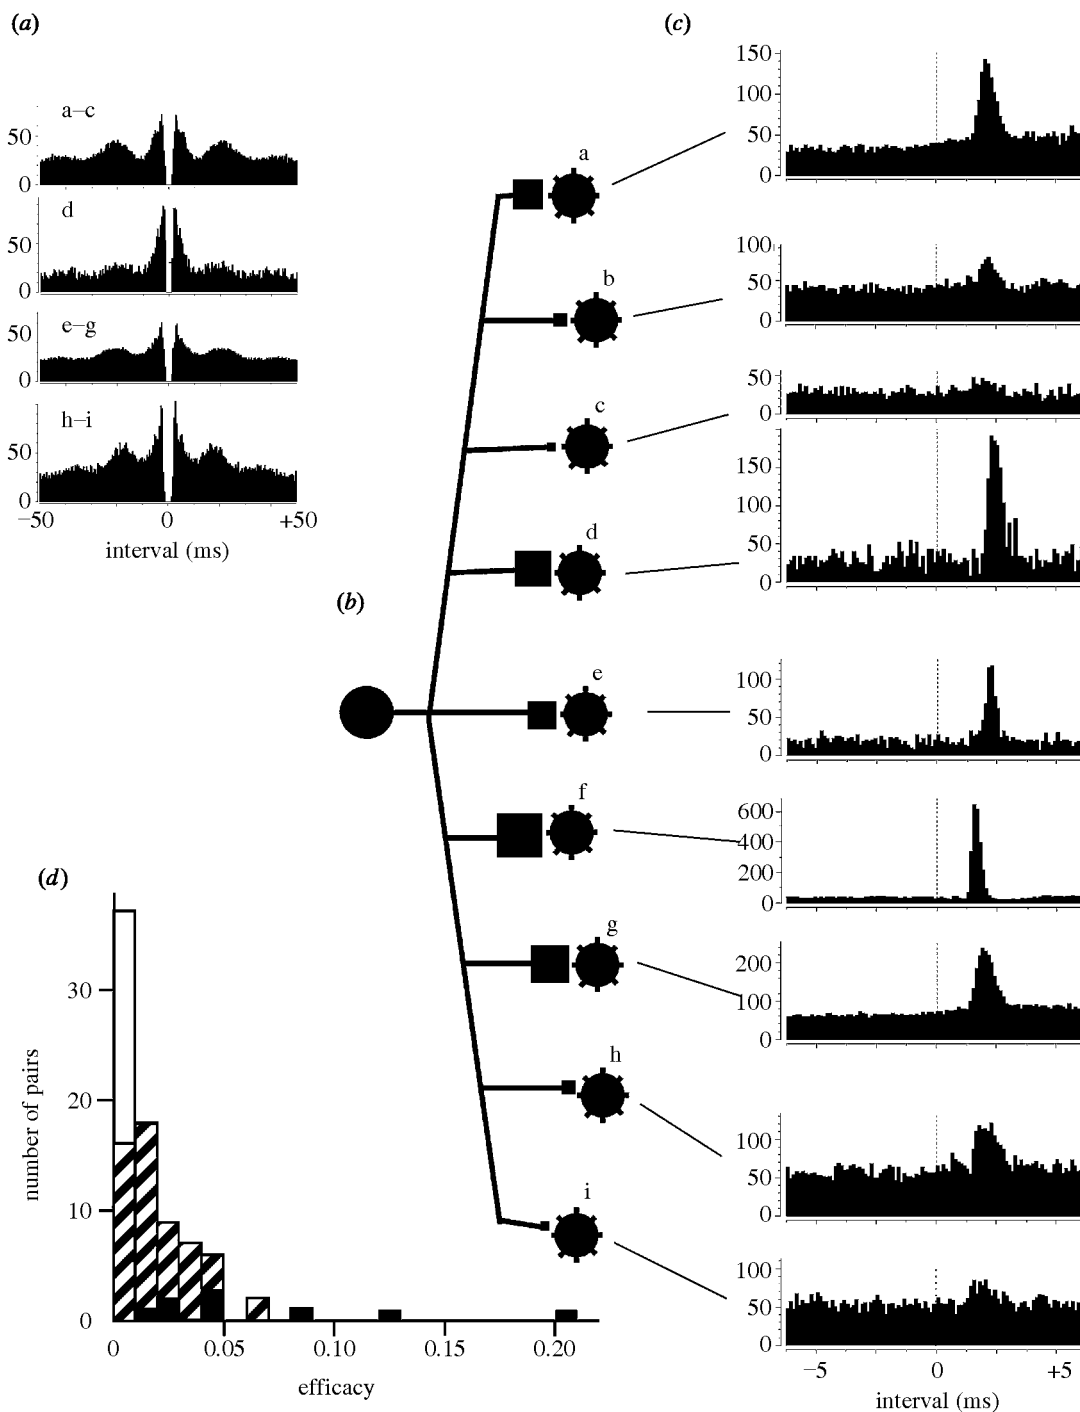 (a)
a–c
50
0
d
50
0
e–g
50
0
h–i
50
0
−50 0 +50
interval (ms)
(b)
a
b
c
d
e
f
g
h
i
(c)
150
100
50
0
100
50
0
50
0
150
100
50
0
100
50
0
600
400
200
0
200
100
0
100
50
0
100
50
0
−5 0 +5
interval (ms)
(d)
number of pairs
30
20
10
0
0 0.05 0.10 0.15 0.20
efficacy